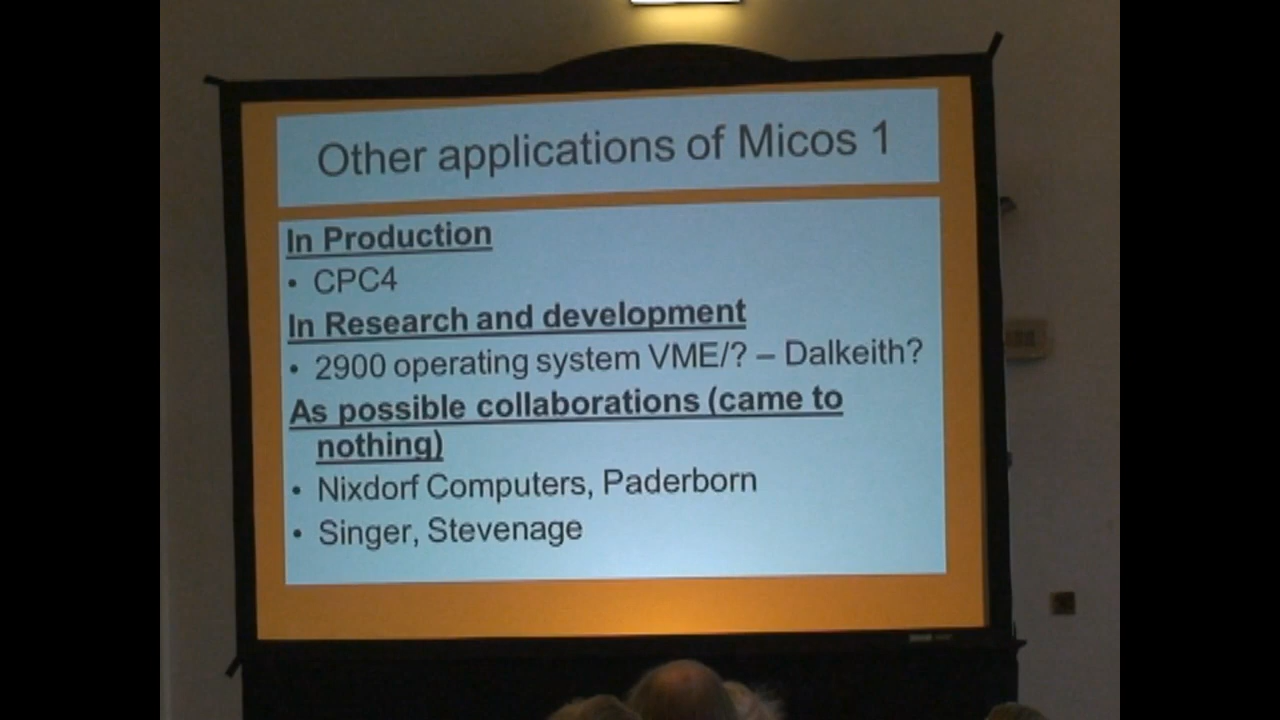 Other applications of Micos 1
In Production
• CPC4
In Research and development
• 2900 operating system VME/? – Dalkeith?
As possible collaborations (came to
nothing)
• Nixdorf Computers, Paderborn
• Singer, Stevenage